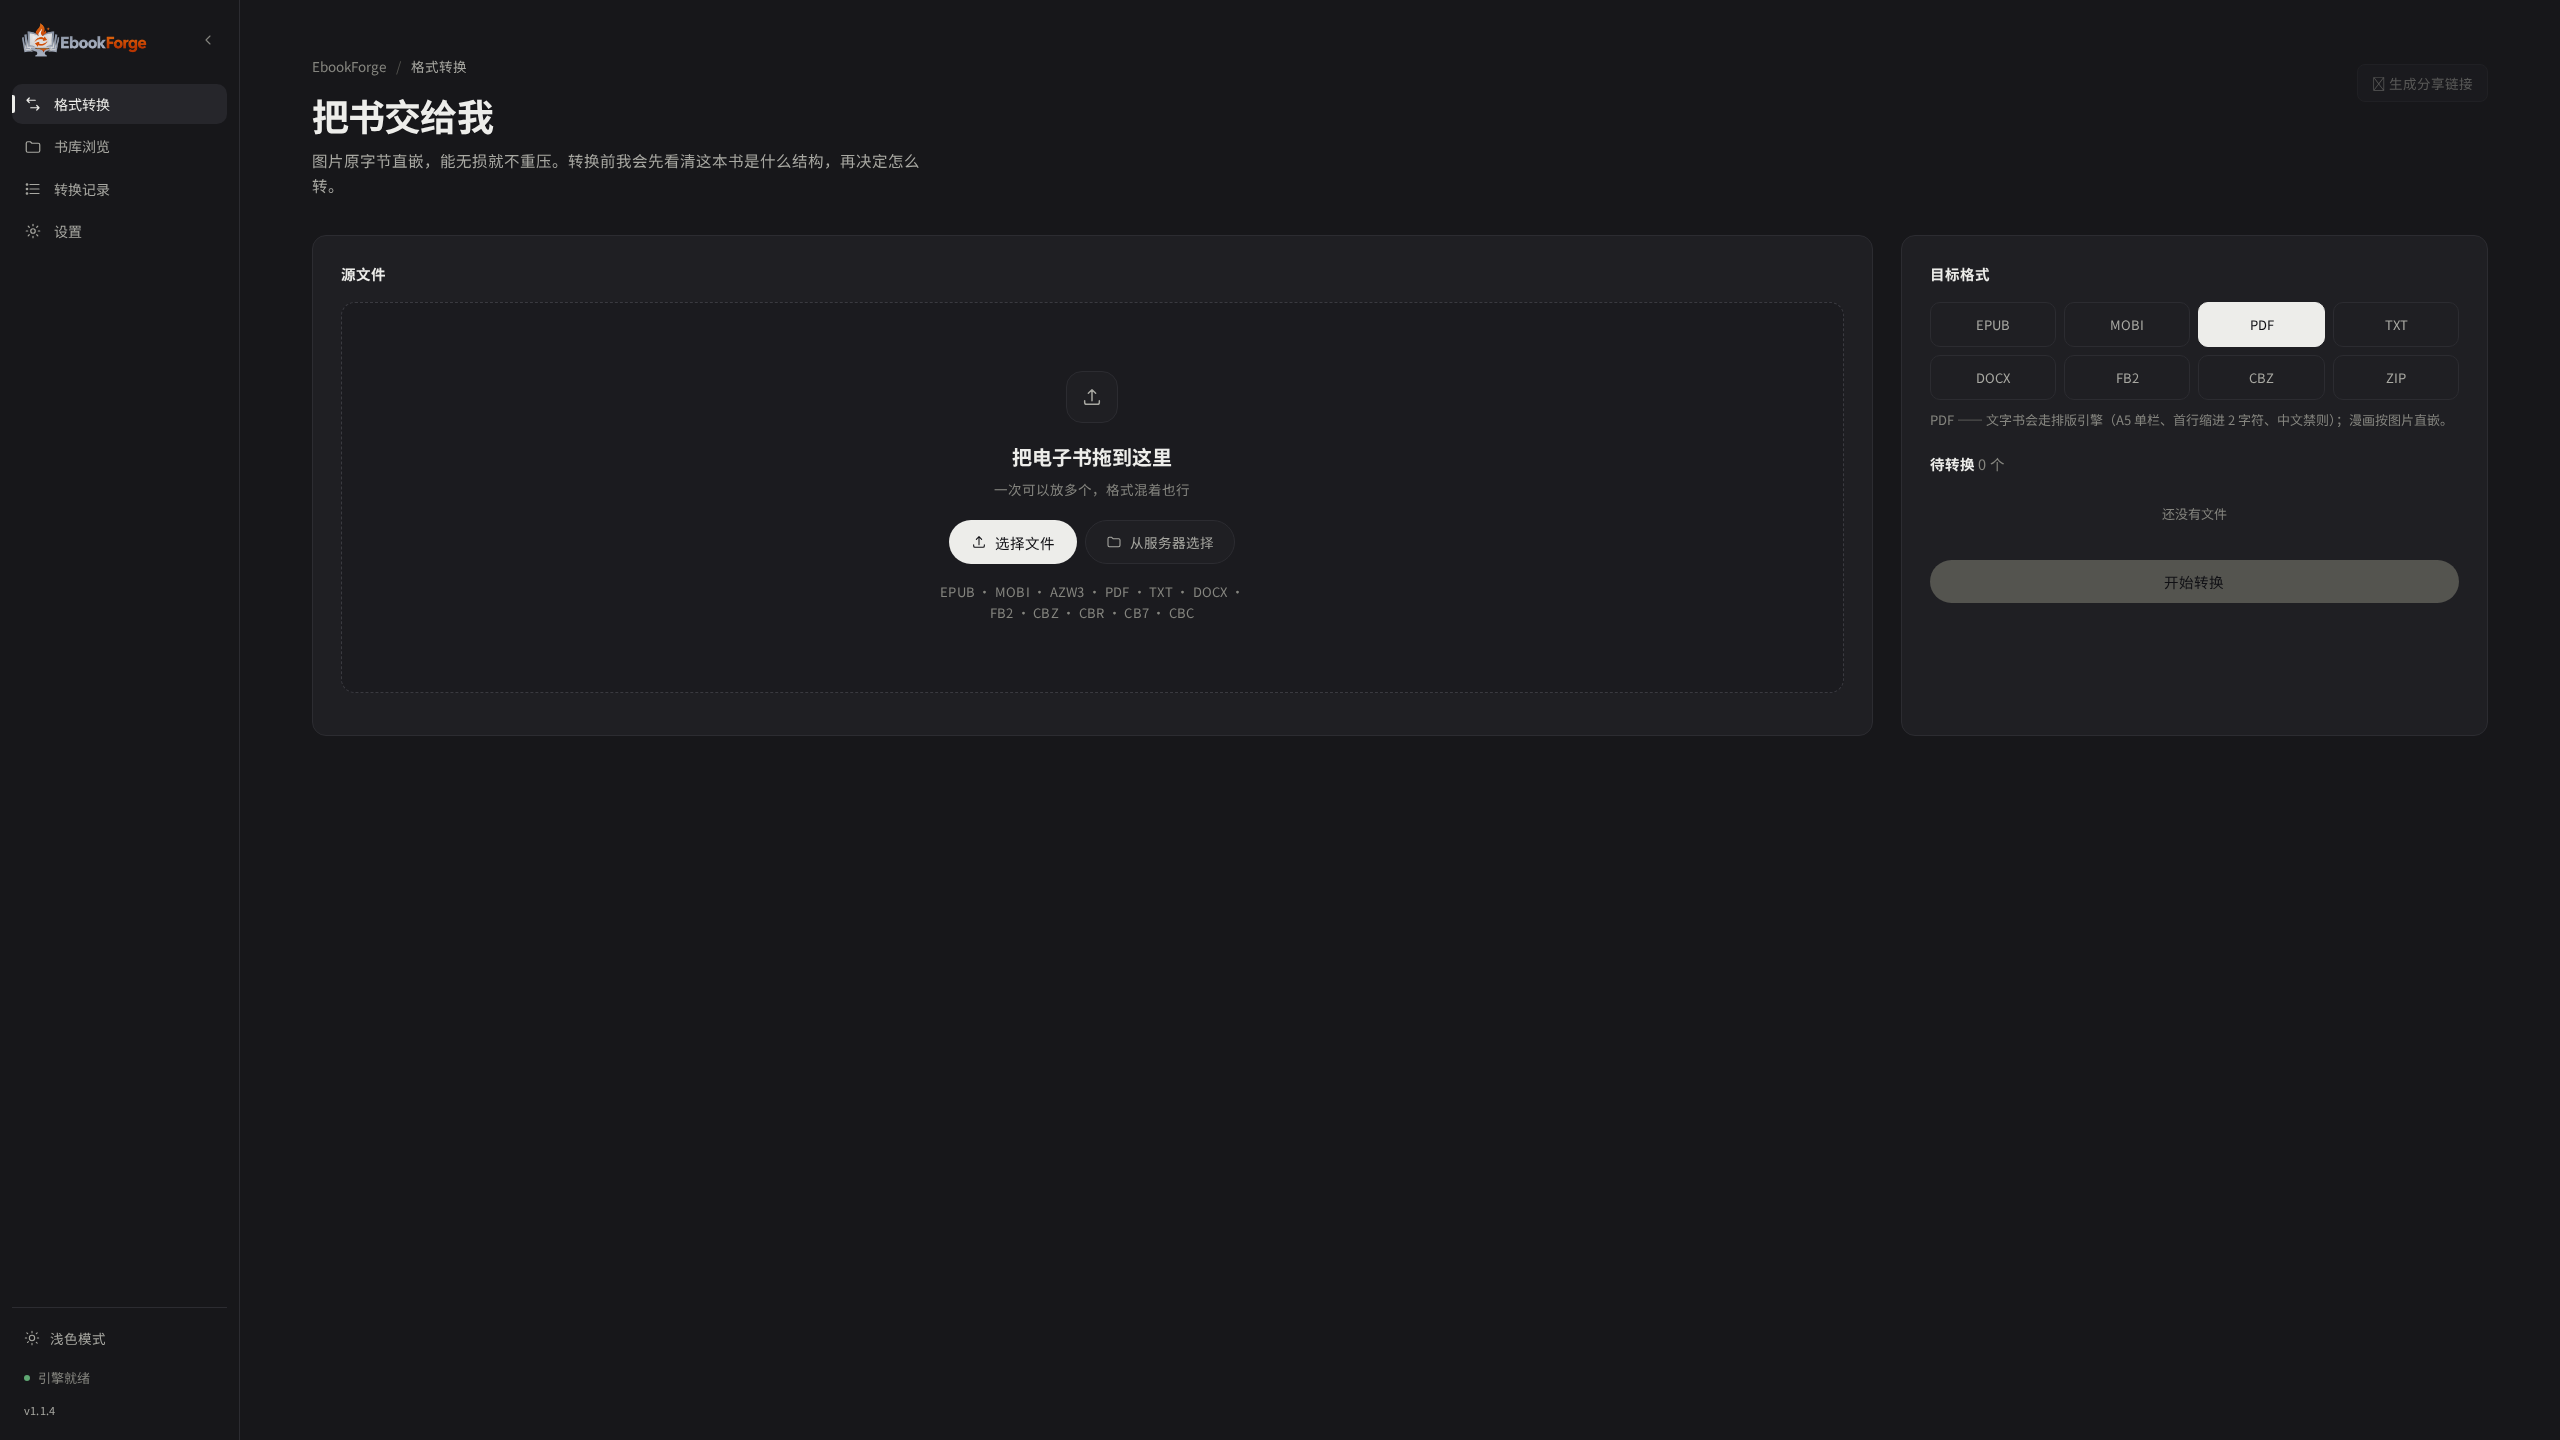 EbookForge
格式转换
书库浏览
转换记录
设置
EbookForge / 格式转换
把书交给我
图片原字节直嵌，能无损就不重压。转换前我会先看清这本书是什么结构，再决定怎么
转。
生成分享链接
源文件
把电子书拖到这里
一次可以放多个，格式混着也行
选择文件
从服务器选择
EPUB · MOBI · AZW3 · PDF · TXT · DOCX ·
FB2 · CBZ · CBR · CB7 · CBC
目标格式
EPUB MOBI PDF TXT
DOCX FB2 CBZ ZIP
PDF —— 文字书会走排版引擎（A5 单栏、首行缩进 2 字符、中文禁则）；漫画按图片直嵌。
待转换 0 个
还没有文件
开始转换
浅色模式
引擎就绪
v1.1.4